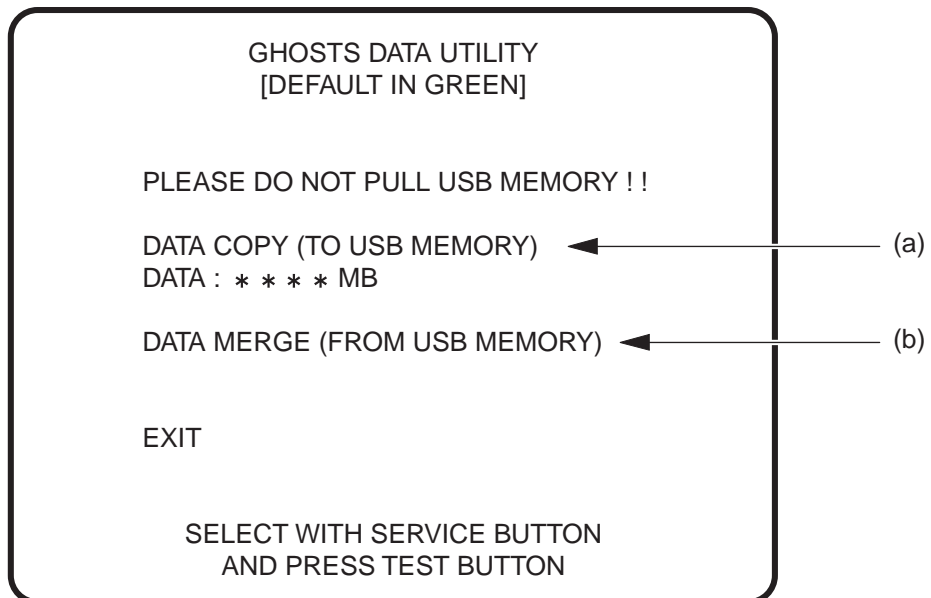 GHOSTS DATA UTILITY
[DEFAULT IN GREEN]
PLEASE DO NOT PULL USB MEMORY ! !
DATA COPY (TO USB MEMORY)
(a)
DATA : * * * * MB
DATA MERGE (FROM USB MEMORY)
(b)
EXIT
SELECT WITH SERVICE BUTTON
AND PRESS TEST BUTTON